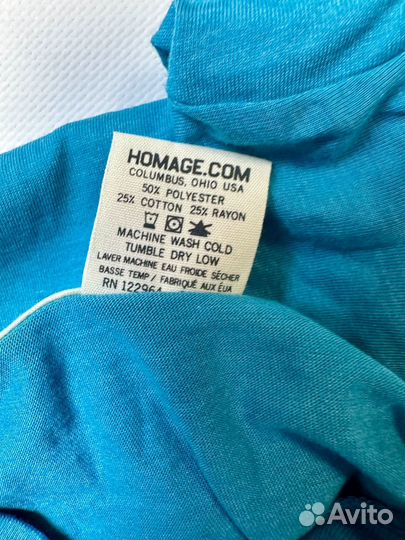 HOMAGE.COM
COLUMBUS, OHIO USA
50% POLYESTER
25% COTTON 25% RAYON
MACHINE WASH COLD
TUMBLE DRY LOW
LAVER MACHINE EAU FROIDE SÉCHER
BASSE TEMP / FABRIQUÉ AUX ÉUA
RN 122964
Avito